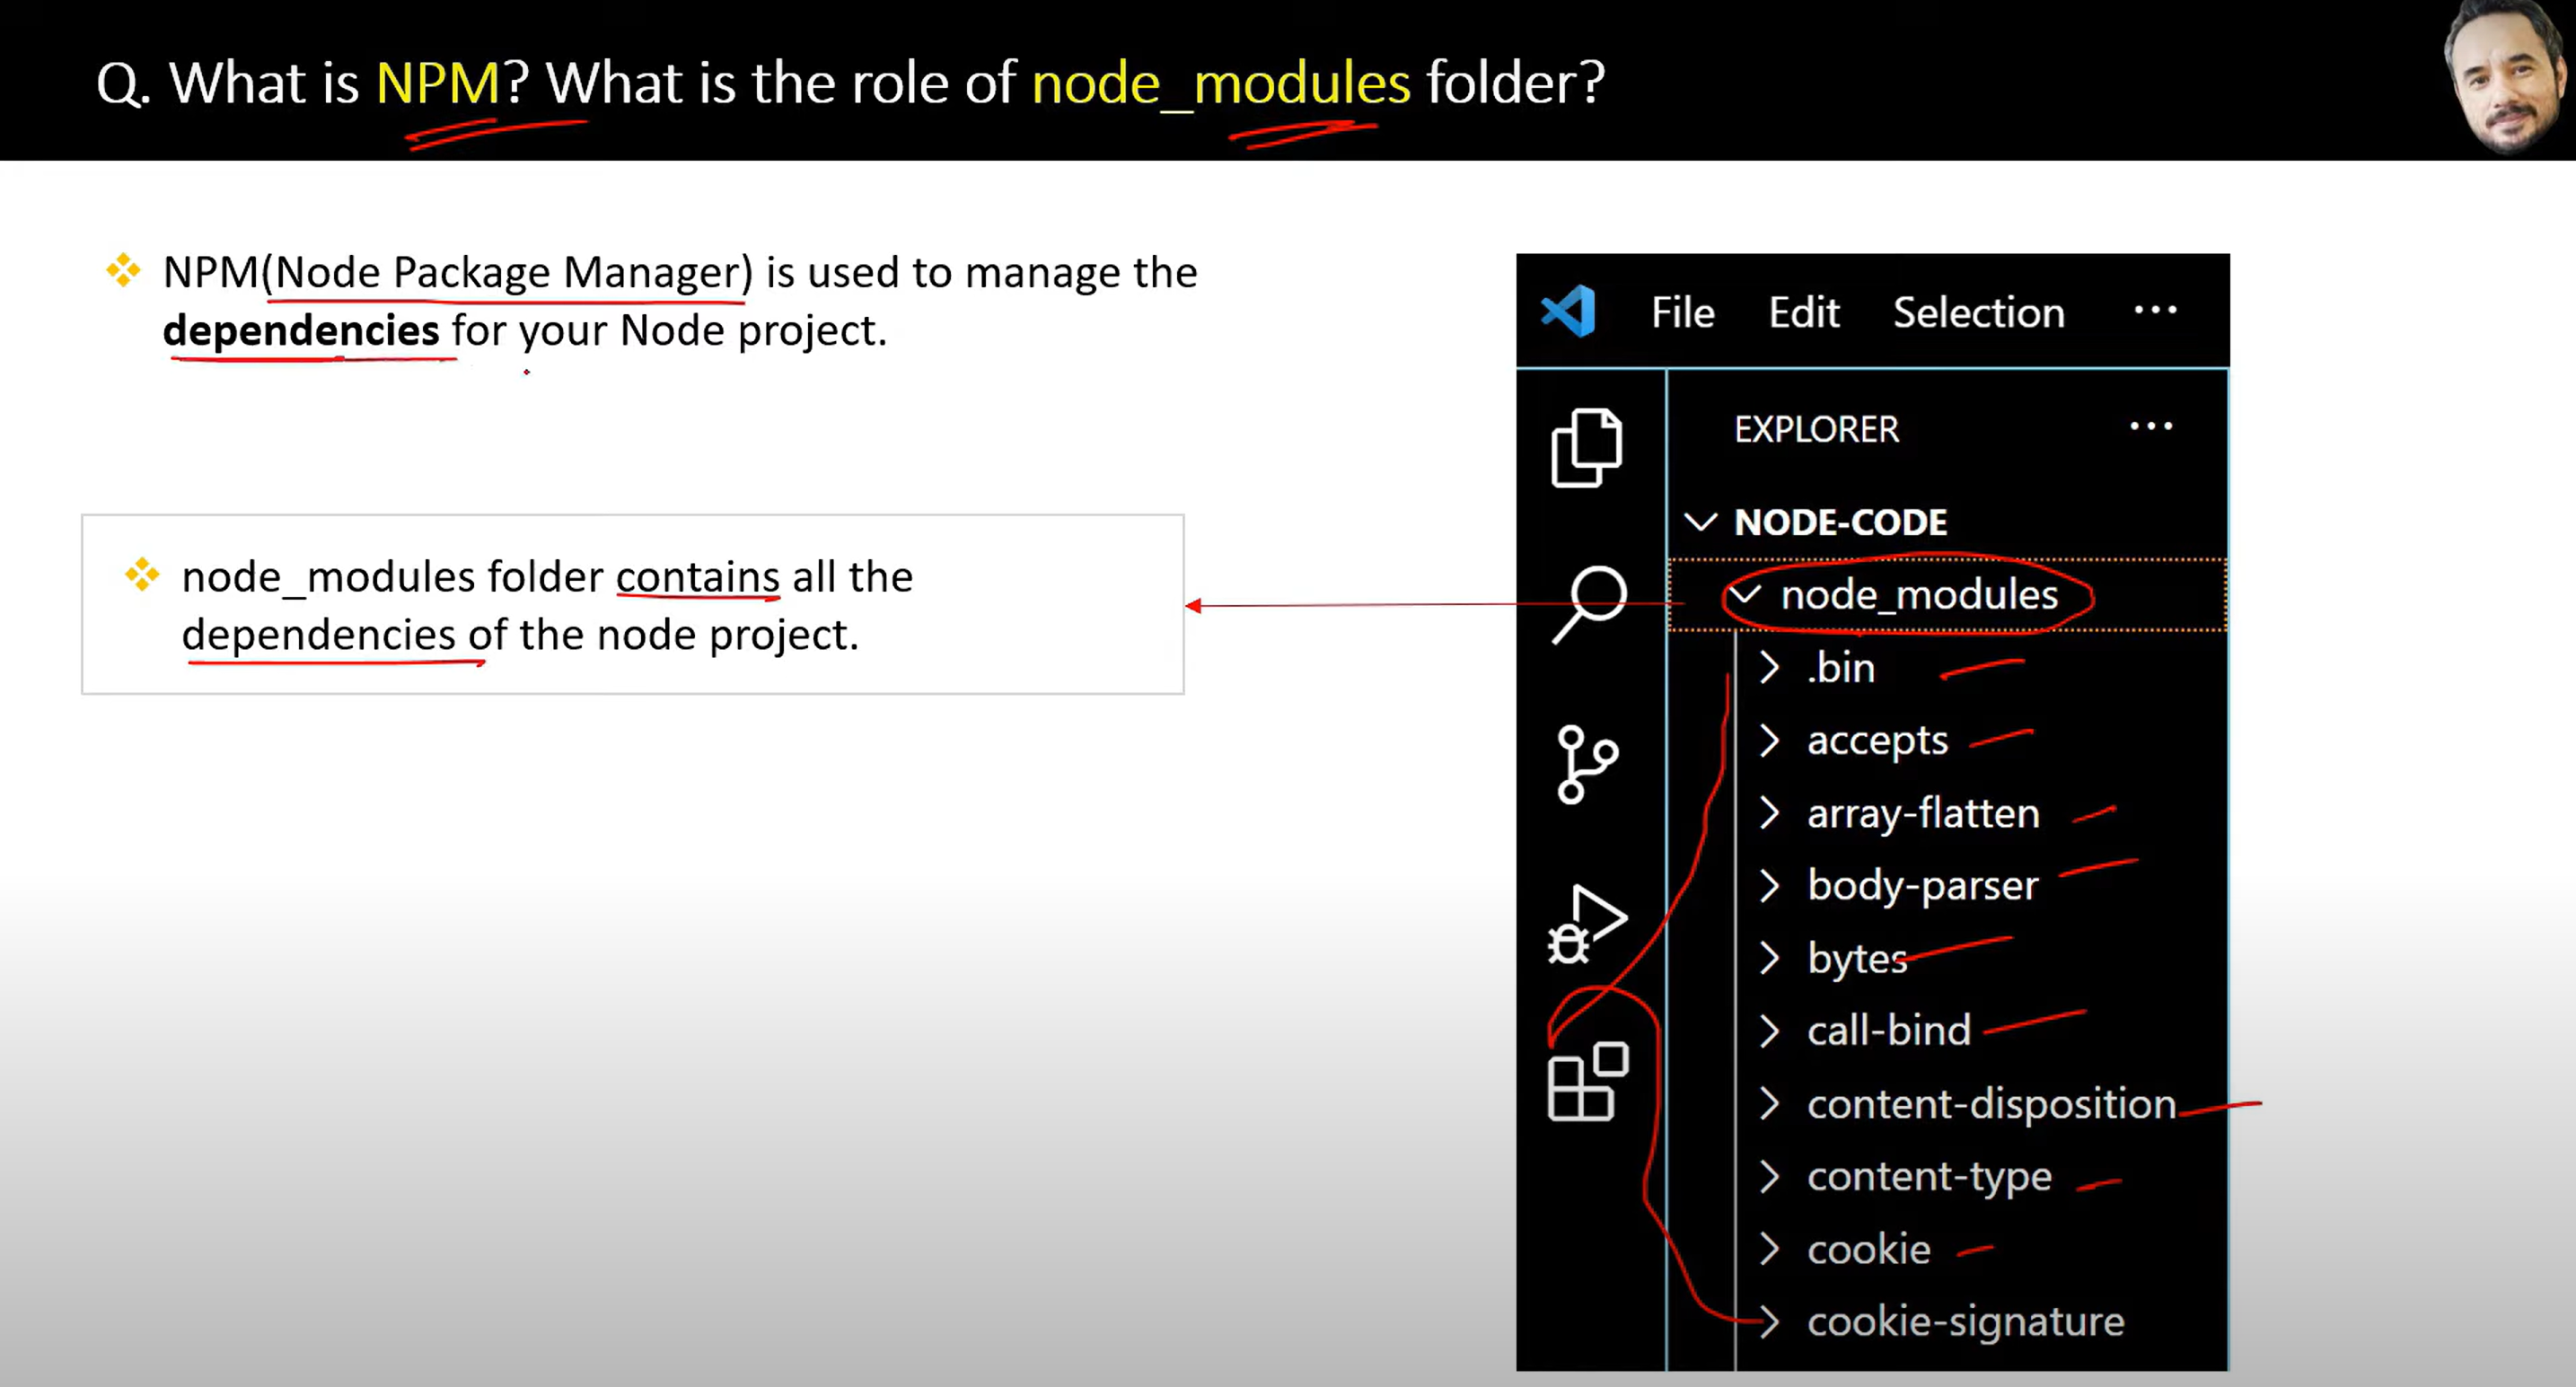 Q. What is NPM? What is the role of node_modules folder?
NPM(Node Package Manager) is used to manage the
dependencies for your Node project.
node_modules folder contains all the
dependencies of the node project.
File Edit Selection ···
EXPLORER ···
NODE-CODE
node_modules
.bin
accepts
array-flatten
body-parser
bytes
call-bind
content-disposition
content-type
cookie
cookie-signature